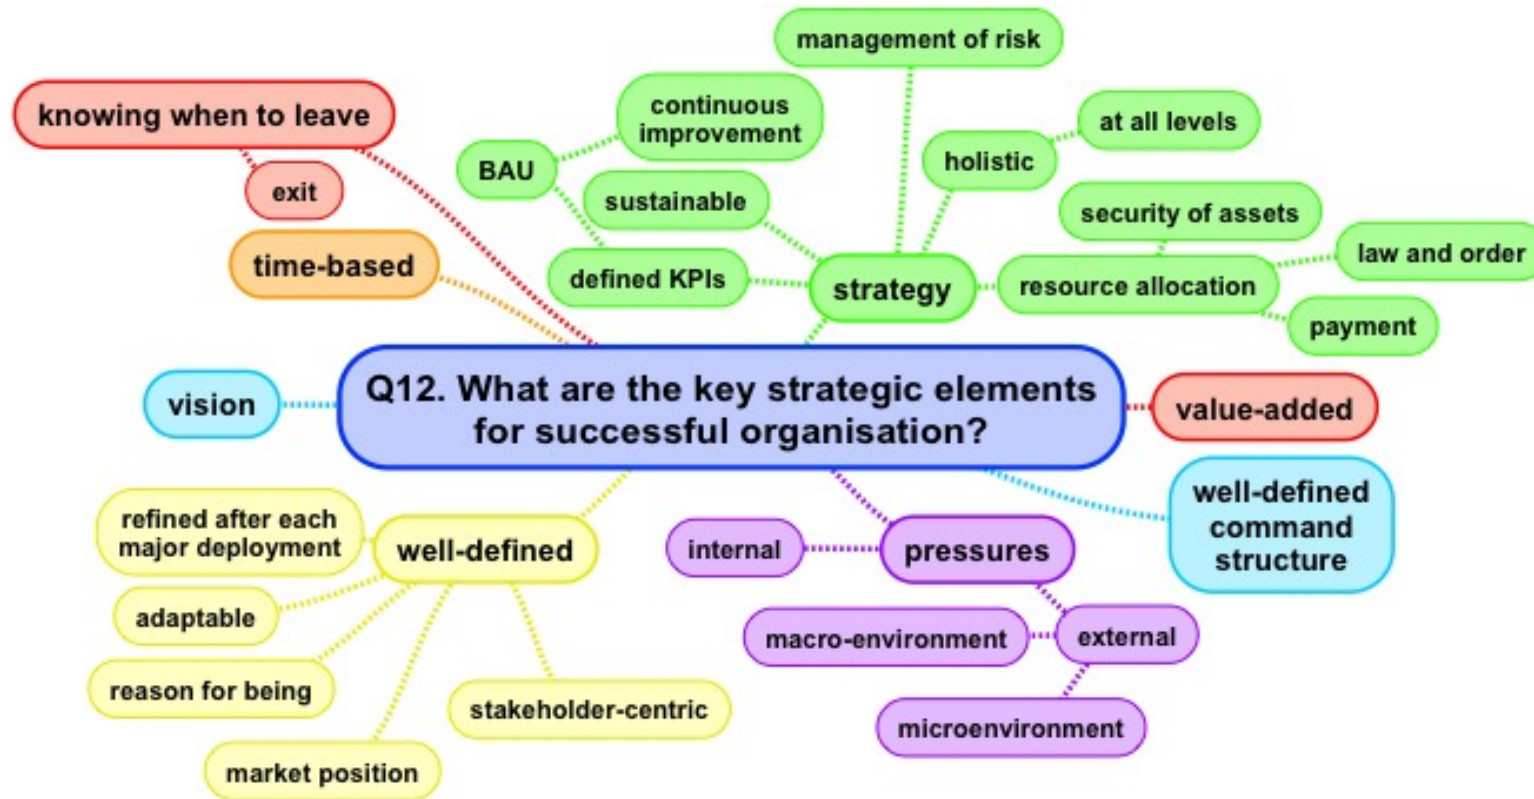 management of risk
knowing when to leave
continuous
improvement
at all levels
BAU
holistic
exit
sustainable
security of assets
time-based
defined KPIs
strategy
resource allocation
law and order
payment
Q12. What are the key strategic elements
for successful organisation?
vision
value-added
well-defined
command
structure
refined after each
major deployment
well-defined
internal
pressures
adaptable
macro-environment
external
reason for being
stakeholder-centric
microenvironment
market position